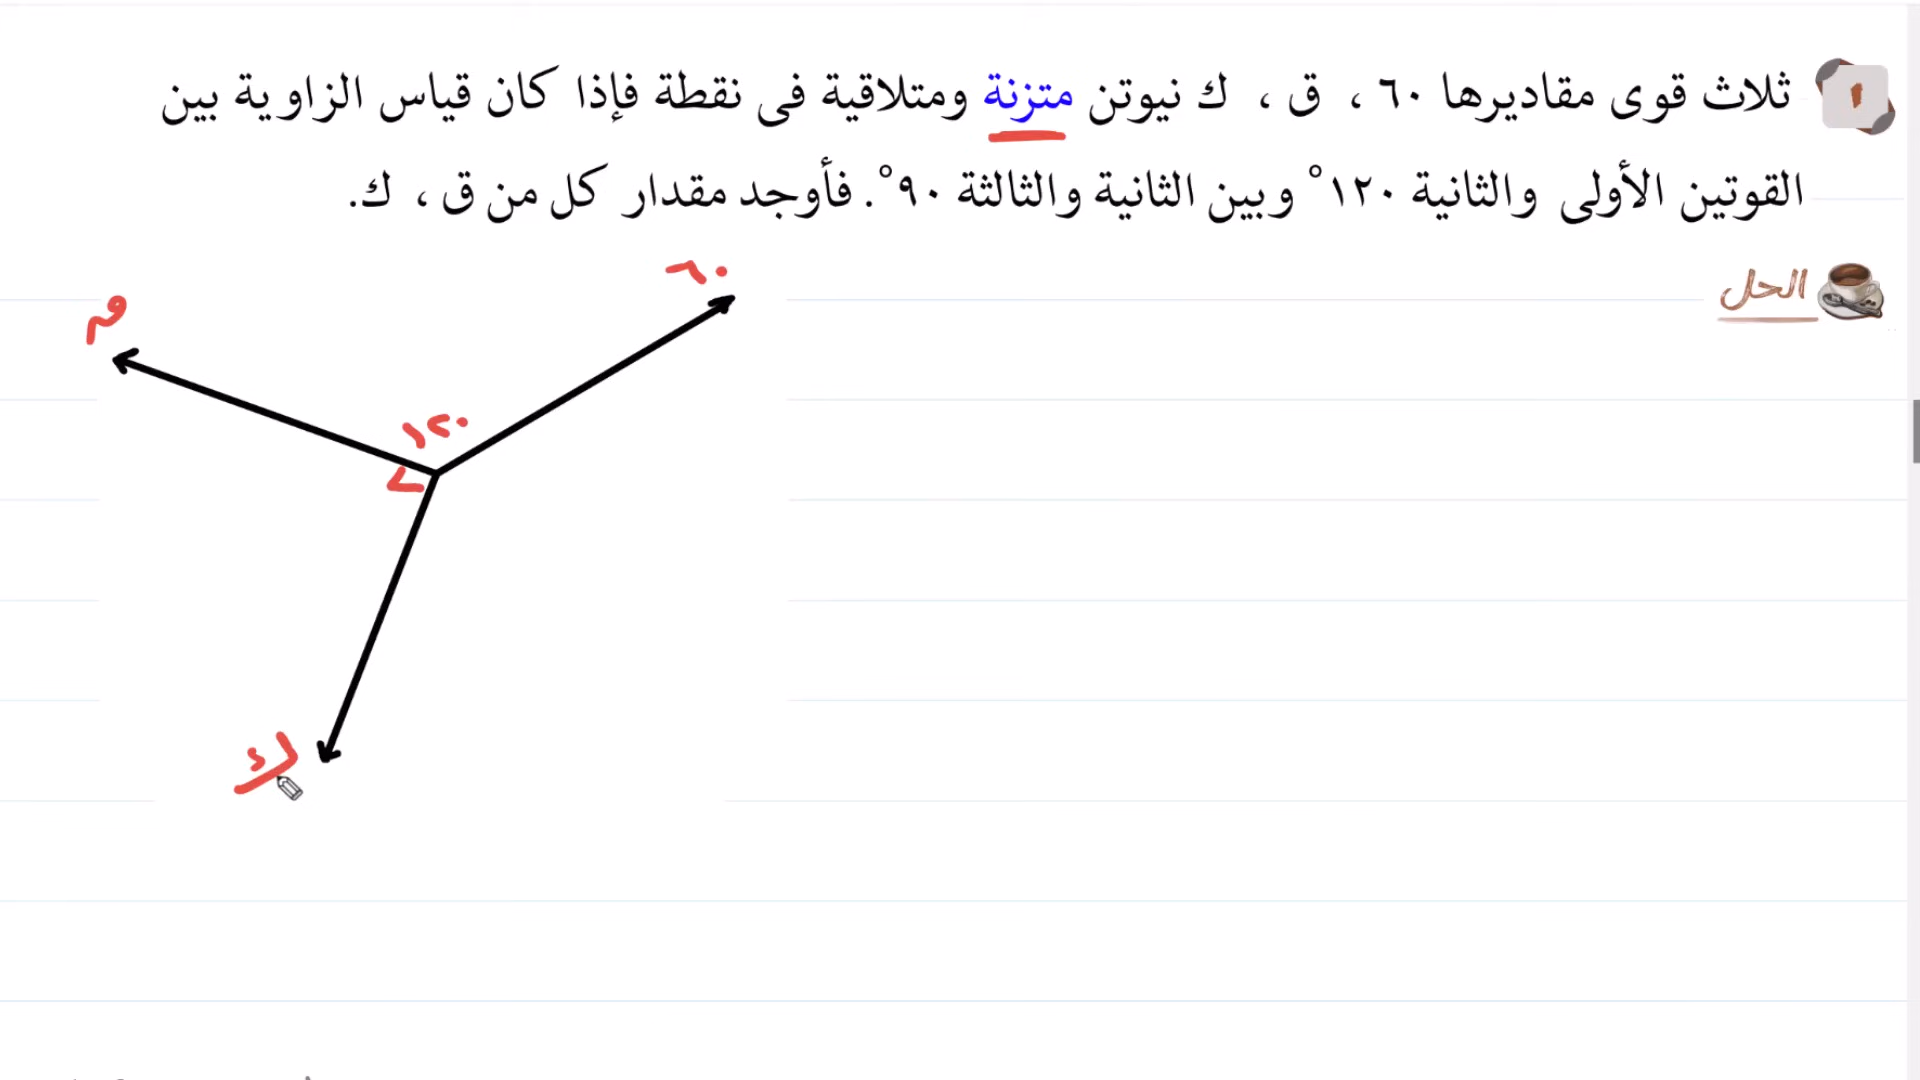 ١
ثلاث قوى مقاديرها ٦٠ ، ق ، ك نيوتن متزنة ومتلاقية فى نقطة فإذا كان قياس الزاوية بين
القوتين الأولى والثانية ١٢٠° وبين الثانية والثالثة ٩٠°. فأوجد مقدار كل من ق ، ك.
الحل
٦٠
ق
١٢٠
ك